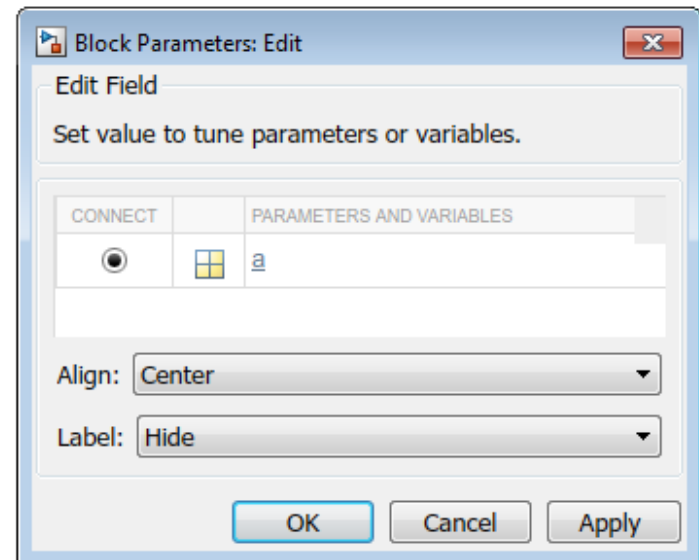 Block Parameters: Edit
Edit Field
Set value to tune parameters or variables.
CONNECT PARAMETERS AND VARIABLES
a
Align: Center
Label: Hide
OK Cancel Apply